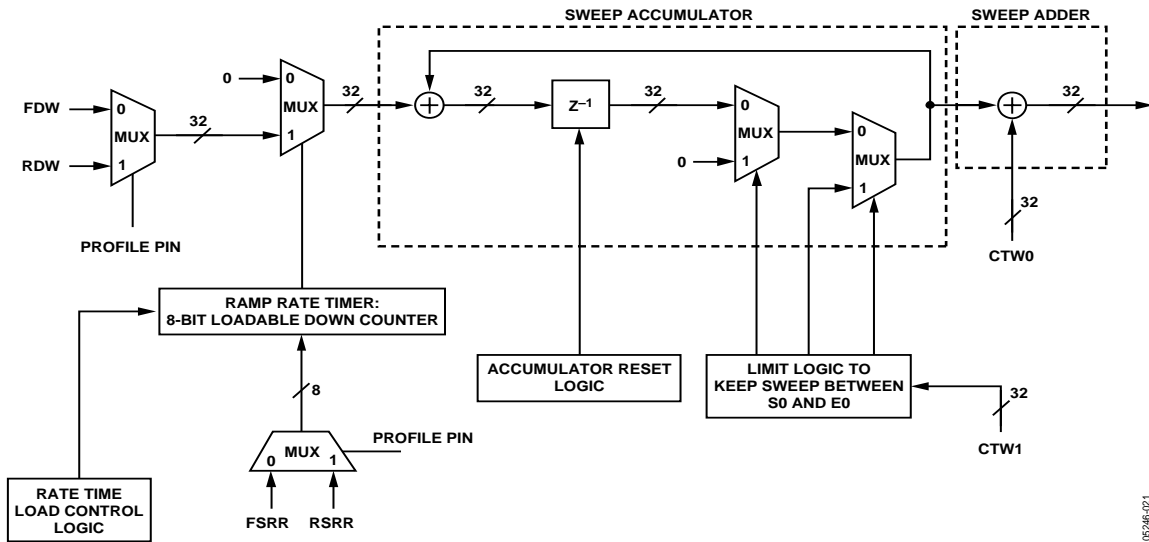 SWEEP ACCUMULATOR
SWEEP ADDER
0
0
MUX
1
32
FDW
0
MUX
RDW
1
32
PROFILE PIN
32
Z–1
32
0
MUX
0
1
0
MUX
1
32
32
CTW0
RAMP RATE TIMER:
8-BIT LOADABLE DOWN COUNTER
8
ACCUMULATOR RESET
LOGIC
LIMIT LOGIC TO
KEEP SWEEP BETWEEN
S0 AND E0
32
CTW1
PROFILE PIN
MUX
0
1
FSRR
RSRR
RATE TIME
LOAD CONTROL
LOGIC
05246-021